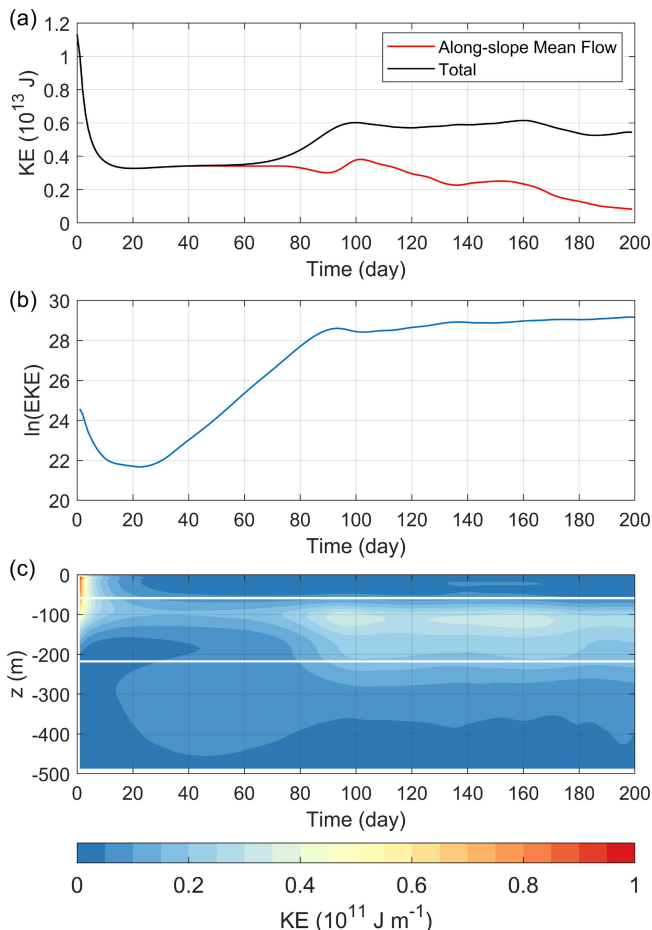 (a)
1.2
1
0.8
0.6
0.4
0.2
0
KE (10¹³ J)
Along-slope Mean Flow
Total
0 20 40 60 80 100 120 140 160 180 200
Time (day)
(b)
30
28
26
24
22
20
ln(EKE)
0 20 40 60 80 100 120 140 160 180 200
Time (day)
(c)
0
-100
-200
-300
-400
-500
z (m)
0 20 40 60 80 100 120 140 160 180 200
Time (day)
0 0.2 0.4 0.6 0.8 1
KE (10¹¹ J m⁻¹)